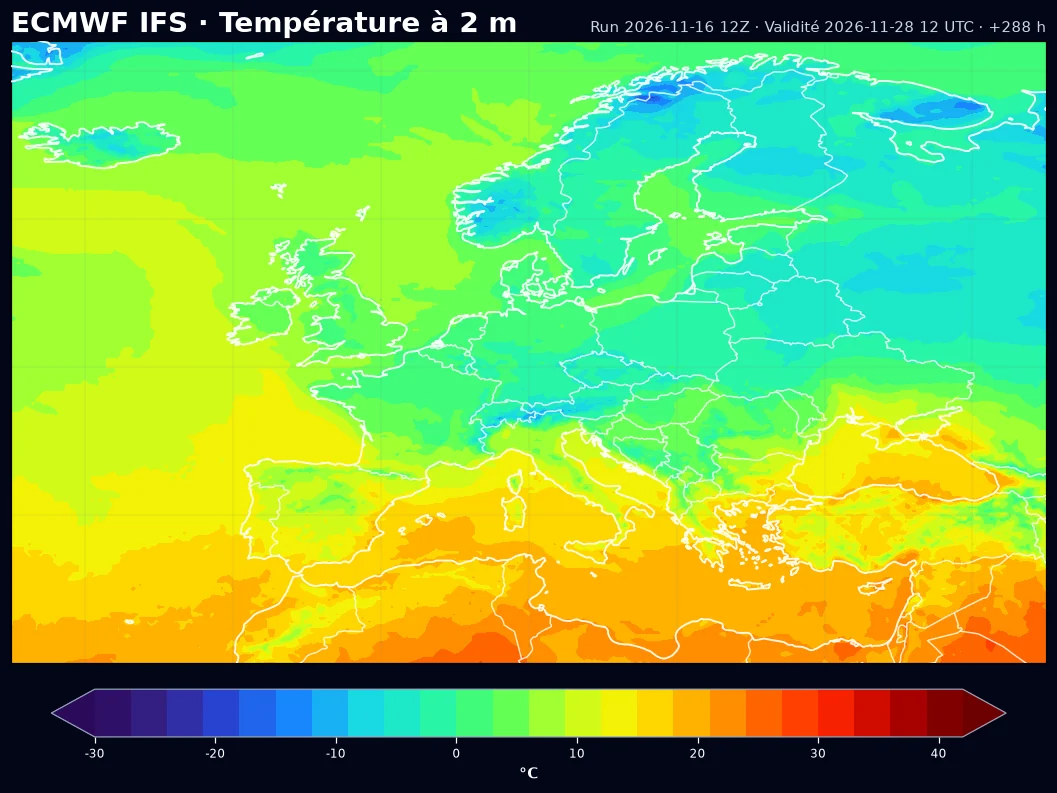 ECMWF IFS · Température à 2 m
Run 2026-11-16 12Z · Validité 2026-11-28 12 UTC · +288 h
-30 -20 -10 0 10 20 30 40
°C